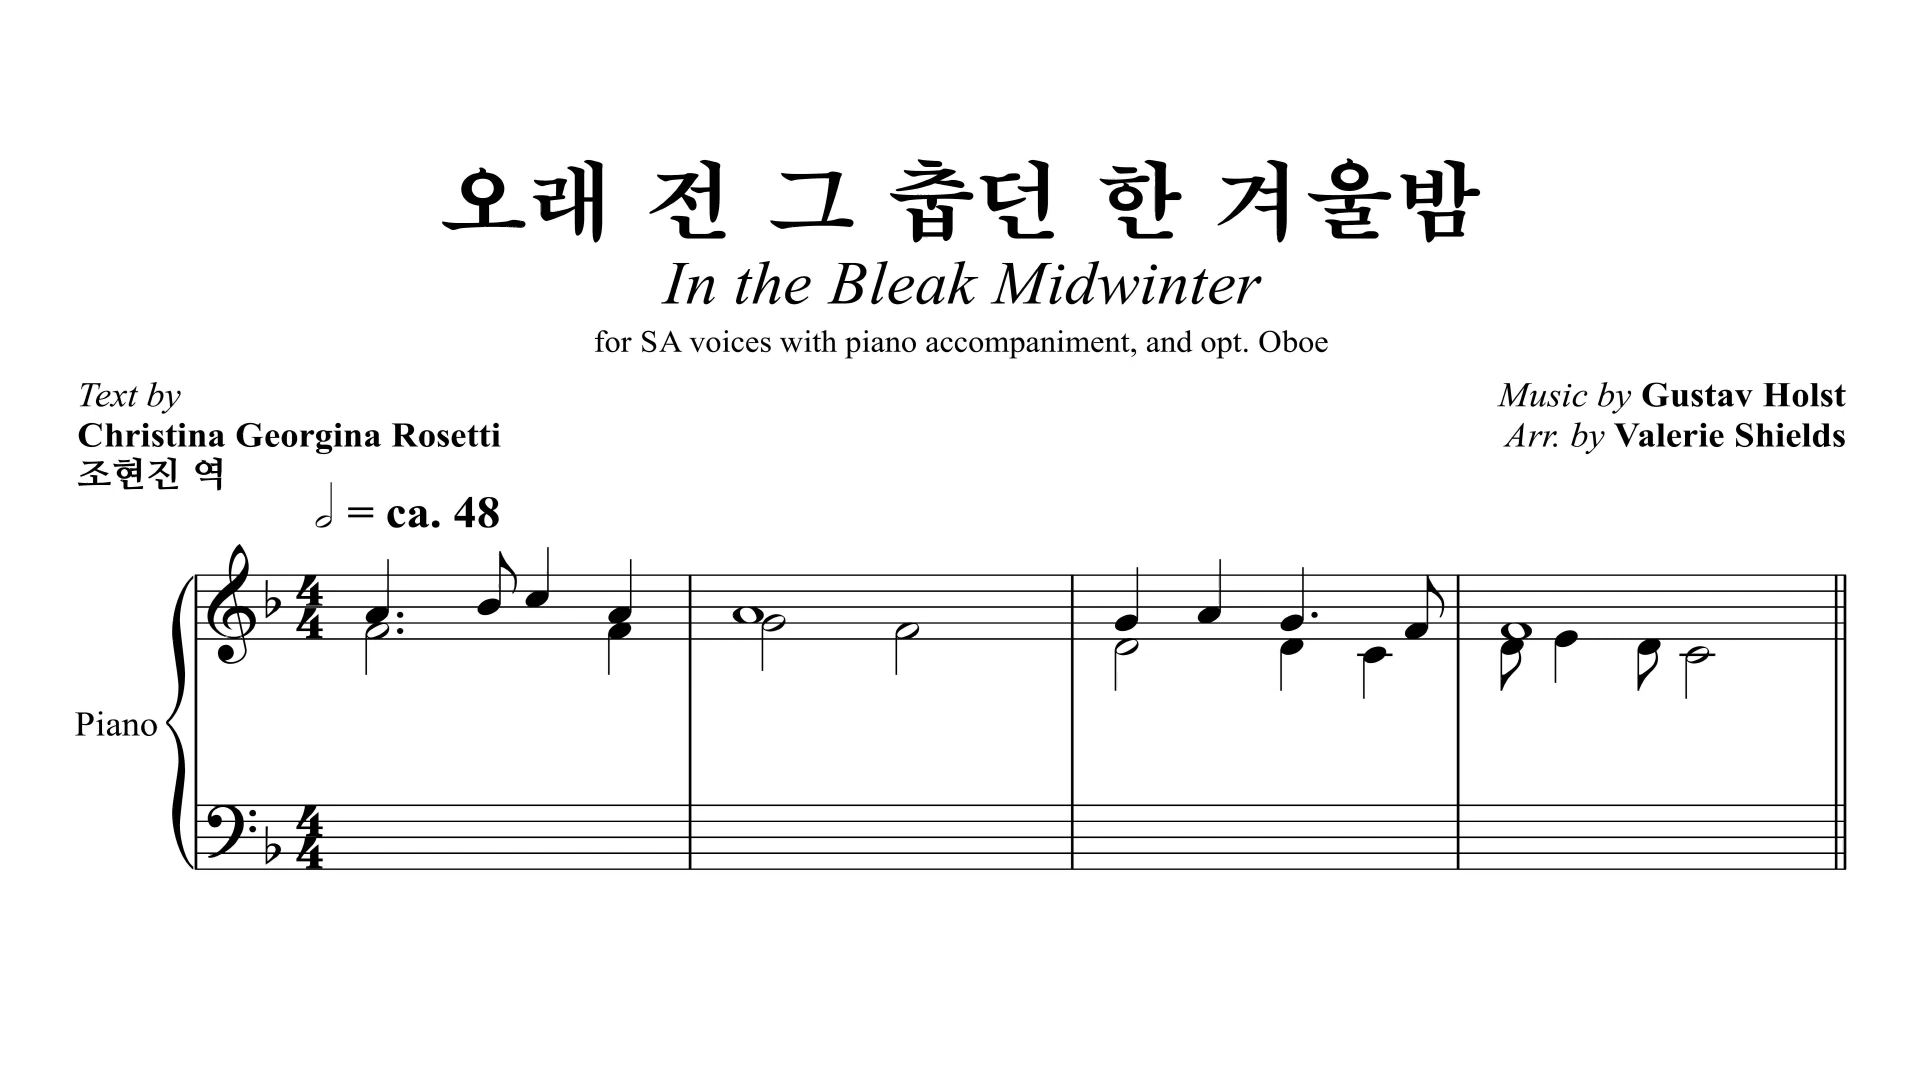 오래 전 그 춥던 한 겨울밤
In the Bleak Midwinter
for SA voices with piano accompaniment, and opt. Oboe
Text by
Christina Georgina Rosetti
조현진 역
Music by Gustav Holst
Arr. by Valerie Shields
𝅗𝅥 = ca. 48
Piano